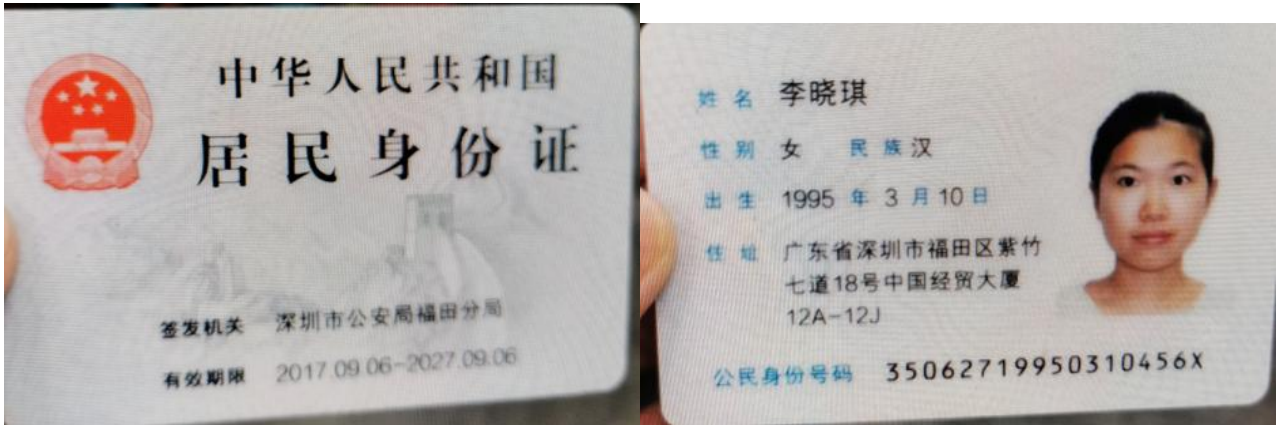 中华人民共和国
居民身份证
签发机关 深圳市公安局福田分局
有效期限 2017.09.06-2027.09.06
姓名 李晓琪
性别 女 民族 汉
出生 1995 年 3 月 10 日
住址 广东省深圳市福田区紫竹
七道18号中国经贸大厦
12A-12J
公民身份号码 35062719950310456X